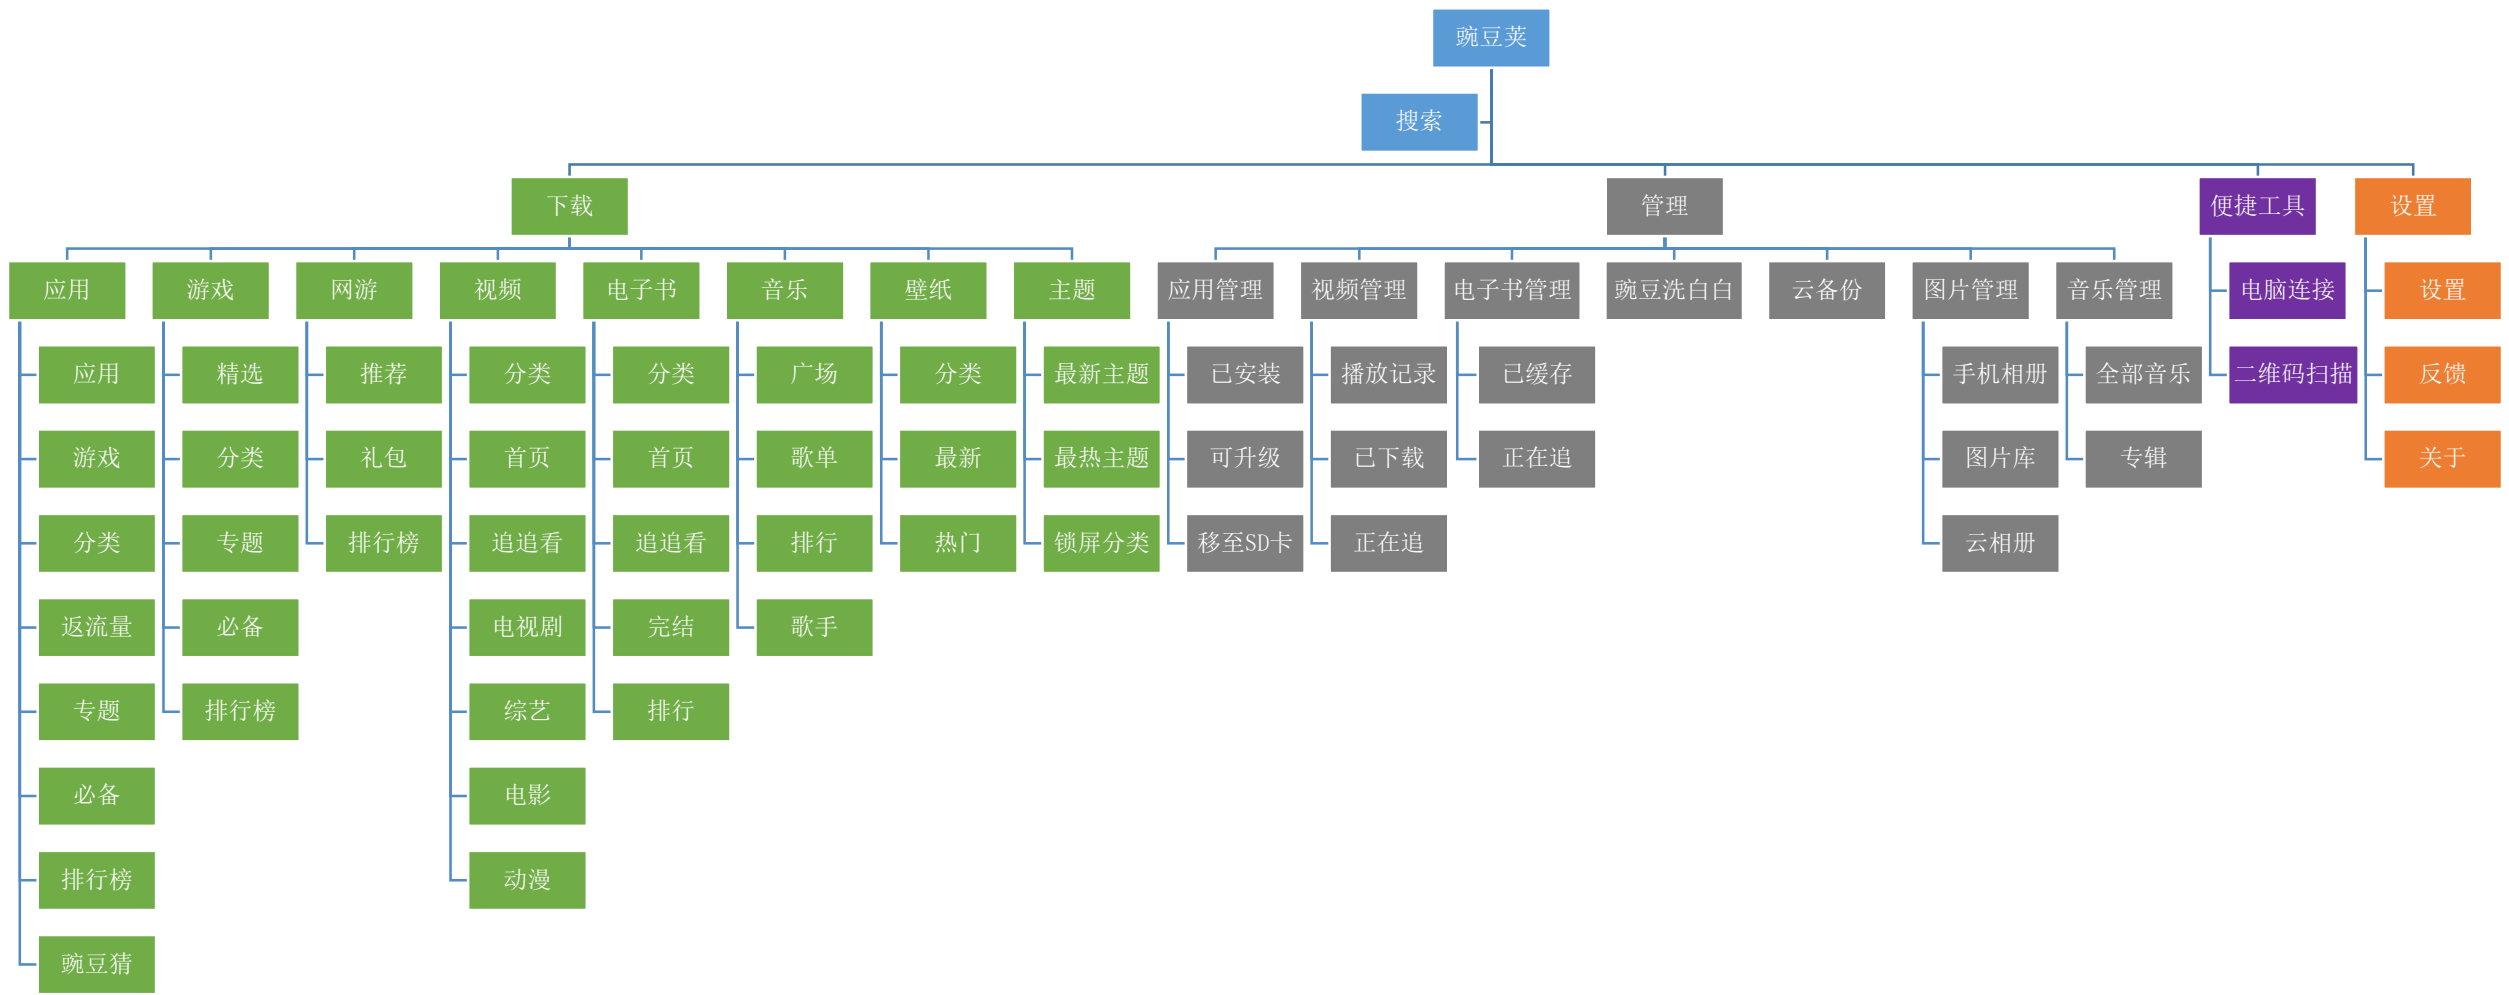 豌豆荚
搜索
下载
管理
便捷工具
设置
应用
游戏
网游
视频
电子书
音乐
壁纸
主题
应用管理
视频管理
电子书管理
豌豆洗白白
云备份
图片管理
音乐管理
电脑连接
设置
应用
精选
推荐
分类
分类
广场
分类
最新主题
已安装
播放记录
已缓存
手机相册
全部音乐
二维码扫描
反馈
游戏
分类
礼包
首页
首页
歌单
最新
最热主题
可升级
已下载
正在追
图片库
专辑
关于
分类
专题
排行榜
追追看
追追看
排行
热门
锁屏分类
移至SD卡
正在追
云相册
返流量
必备
电视剧
完结
歌手
专题
排行榜
综艺
排行
必备
电影
排行榜
动漫
豌豆猜